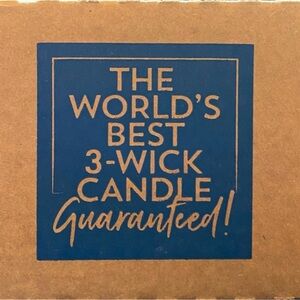 THE
WORLD'S
BEST
3-WICK
CANDLE
Guaranteed!